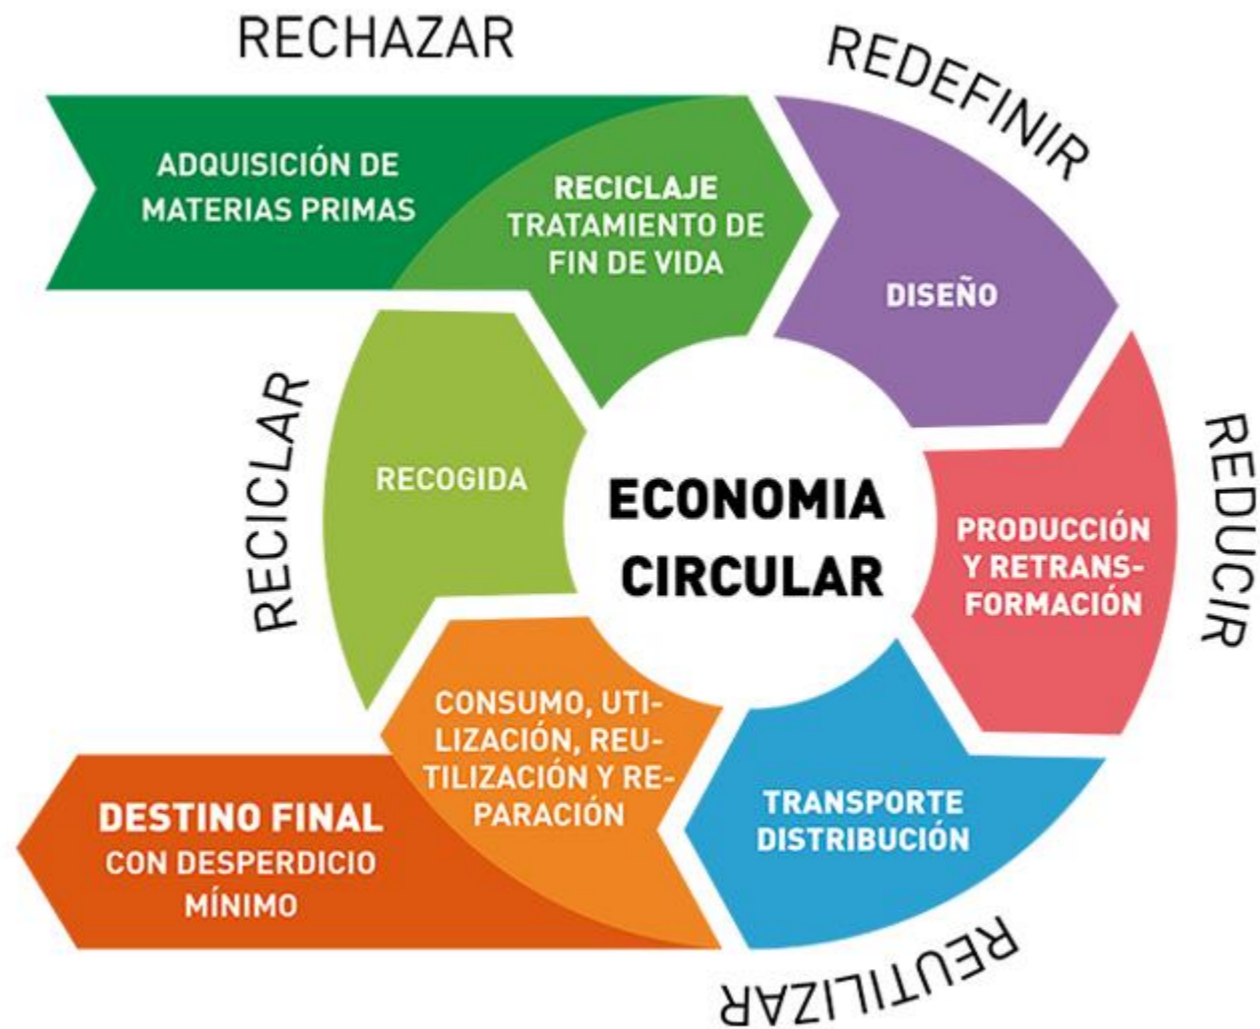 RECHAZAR
REDEFINIR
ADQUISICIÓN DE
MATERIAS PRIMAS
RECICLAJE
TRATAMIENTO DE
FIN DE VIDA
DISEÑO
RECICLAR
RECOGIDA
ECONOMIA
CIRCULAR
PRODUCCIÓN
Y RETRANS-
FORMACIÓN
REDUCIR
CONSUMO, UTI-
LIZACIÓN, REU-
TILIZACIÓN Y RE-
PARACIÓN
TRANSPORTE
DISTRIBUCIÓN
DESTINO FINAL
CON DESPERDICIO
MÍNIMO
REUTILIZAR